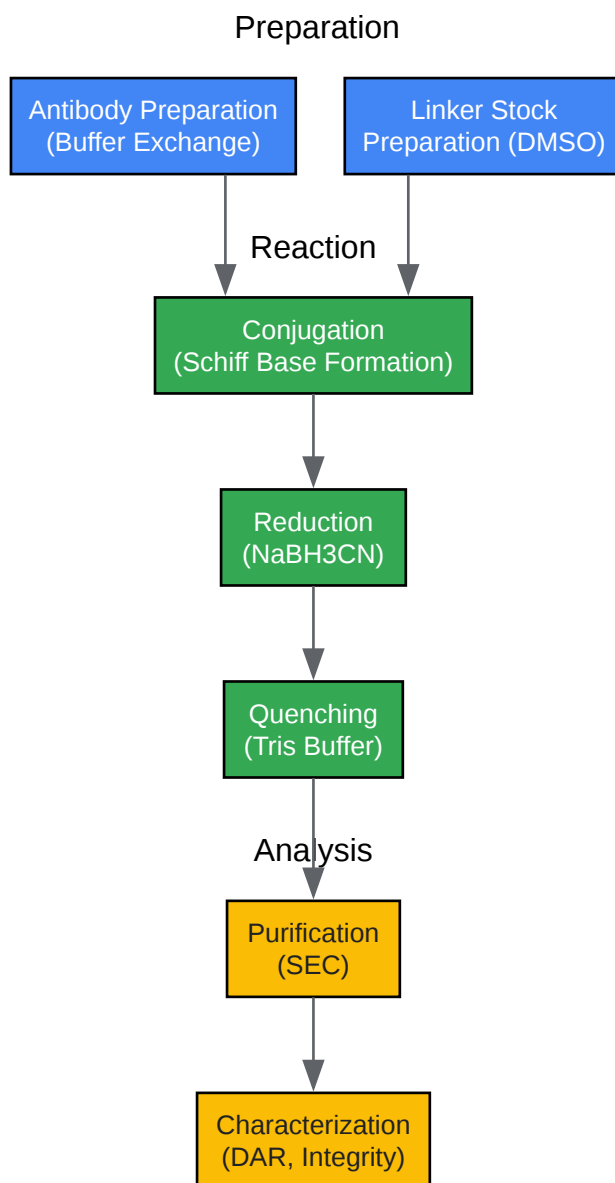 Preparation
Antibody Preparation
(Buffer Exchange)
Linker Stock
Preparation (DMSO)
Reaction
Conjugation
(Schiff Base Formation)
Reduction
(NaBH3CN)
Quenching
(Tris Buffer)
Analysis
Purification
(SEC)
Characterization
(DAR, Integrity)